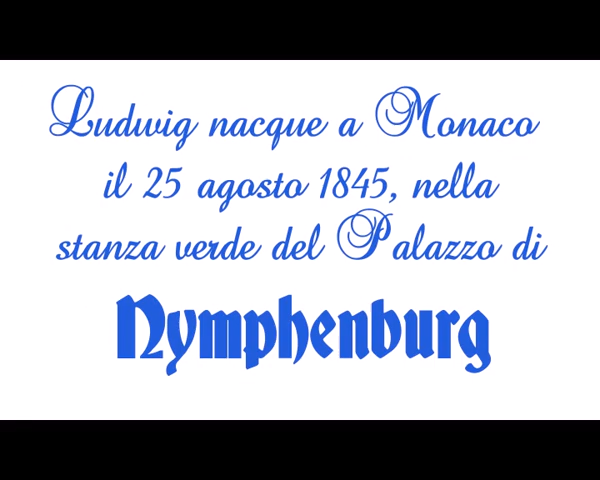 Ludwig nacque a Monaco
il 25 agosto 1845, nella
stanza verde del Palazzo di
Nymphenburg